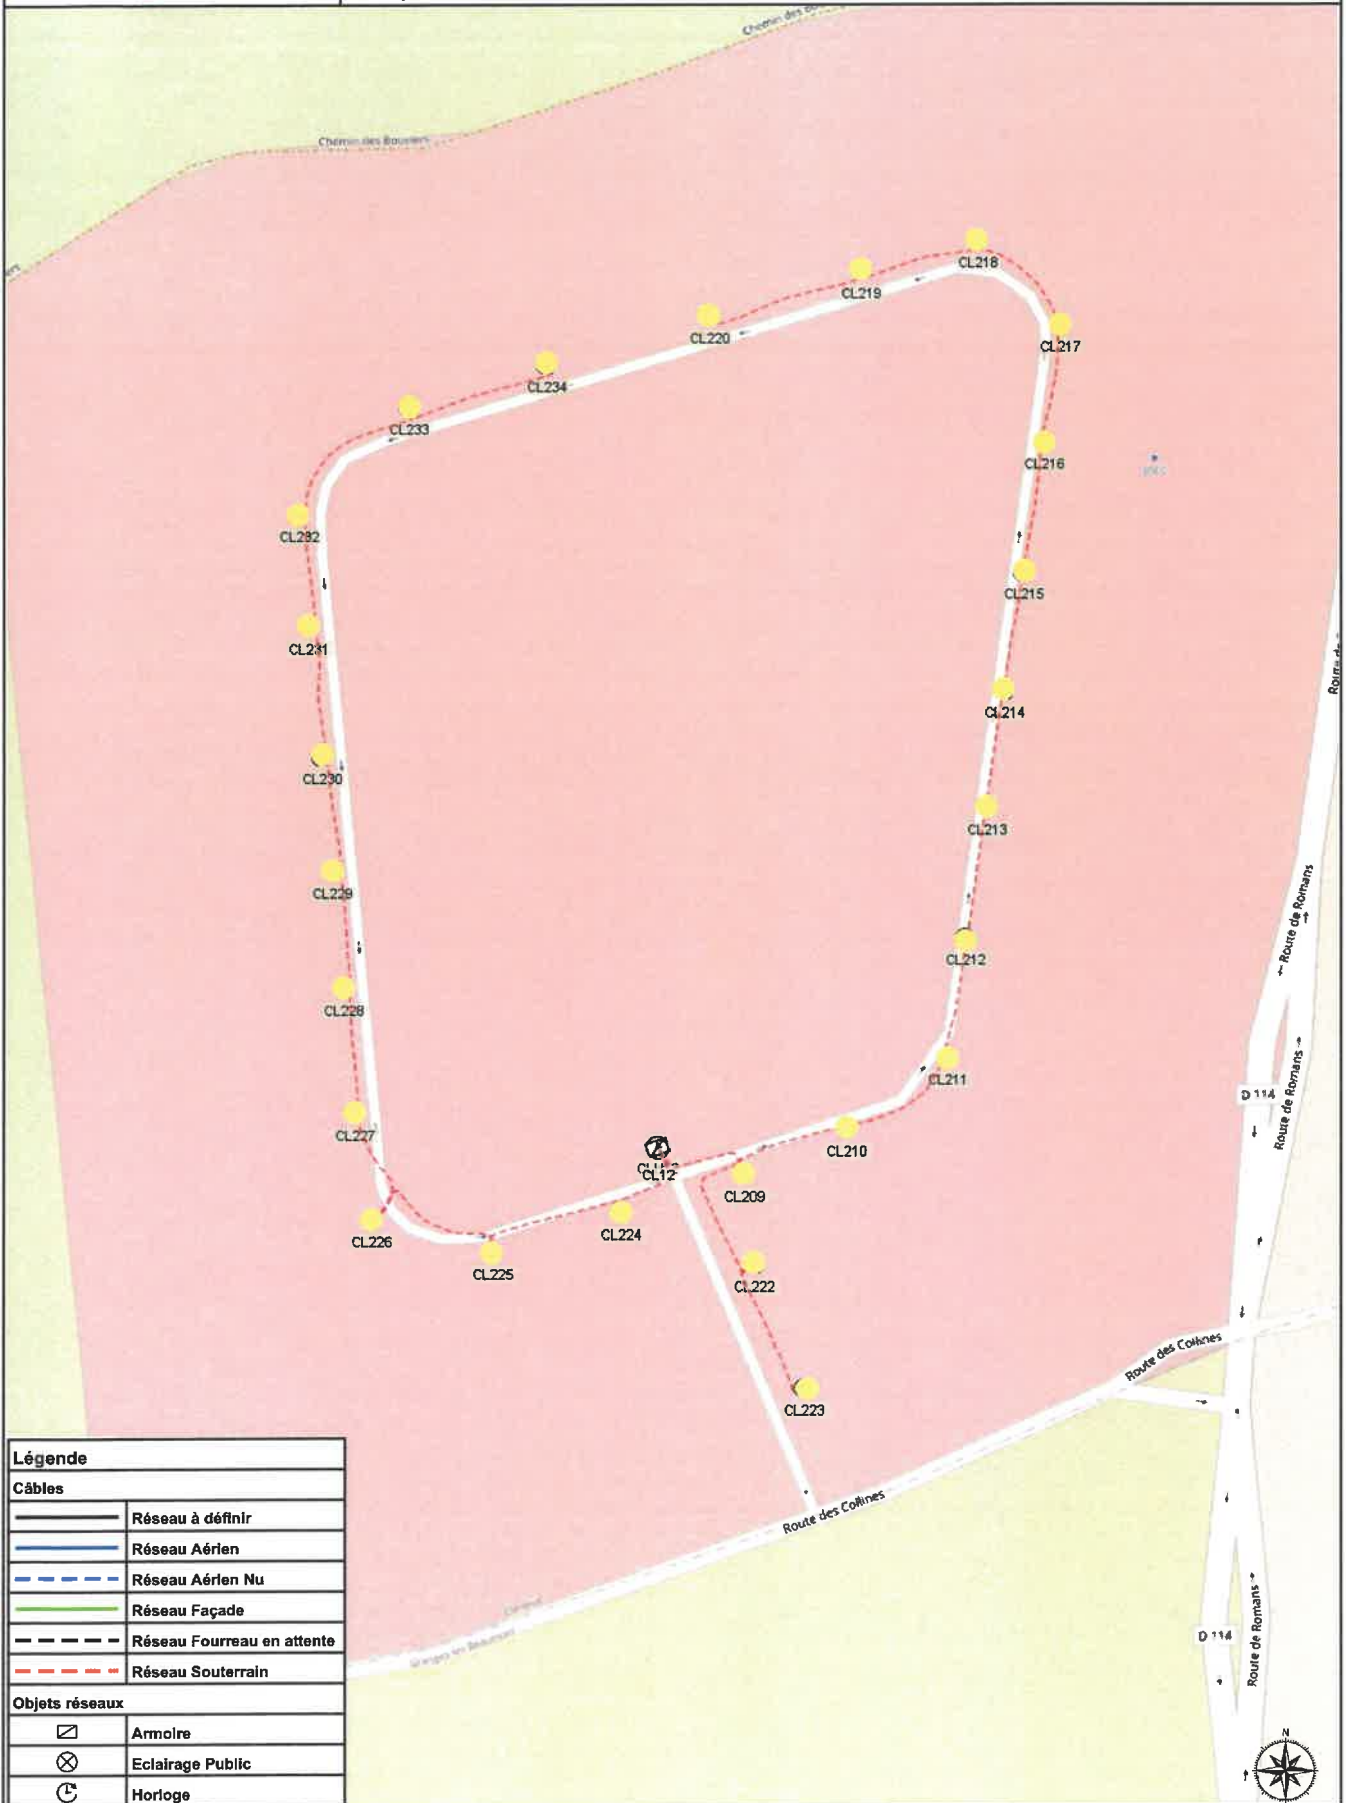 Chemin des Bouviers
CL218
CL219
CL220
CL217
CL234
CL233
CL216
CL232
CL215
CL231
CL214
CL230
CL213
CL229
CL212
CL228
CL211
CL227
CL210
CL12
CL209
CL226
CL224
CL225
CL222
CL223
Route de Romans
Route de Romans
D 114
Route des Collines
Route des Collines
D 114
Route de Romans
N
Légende
Câbles
Réseau à définir
Réseau Aérien
Réseau Aérien Nu
Réseau Façade
Réseau Fourreau en attente
Réseau Souterrain
Objets réseaux
Armoire
Eclairage Public
Horloge